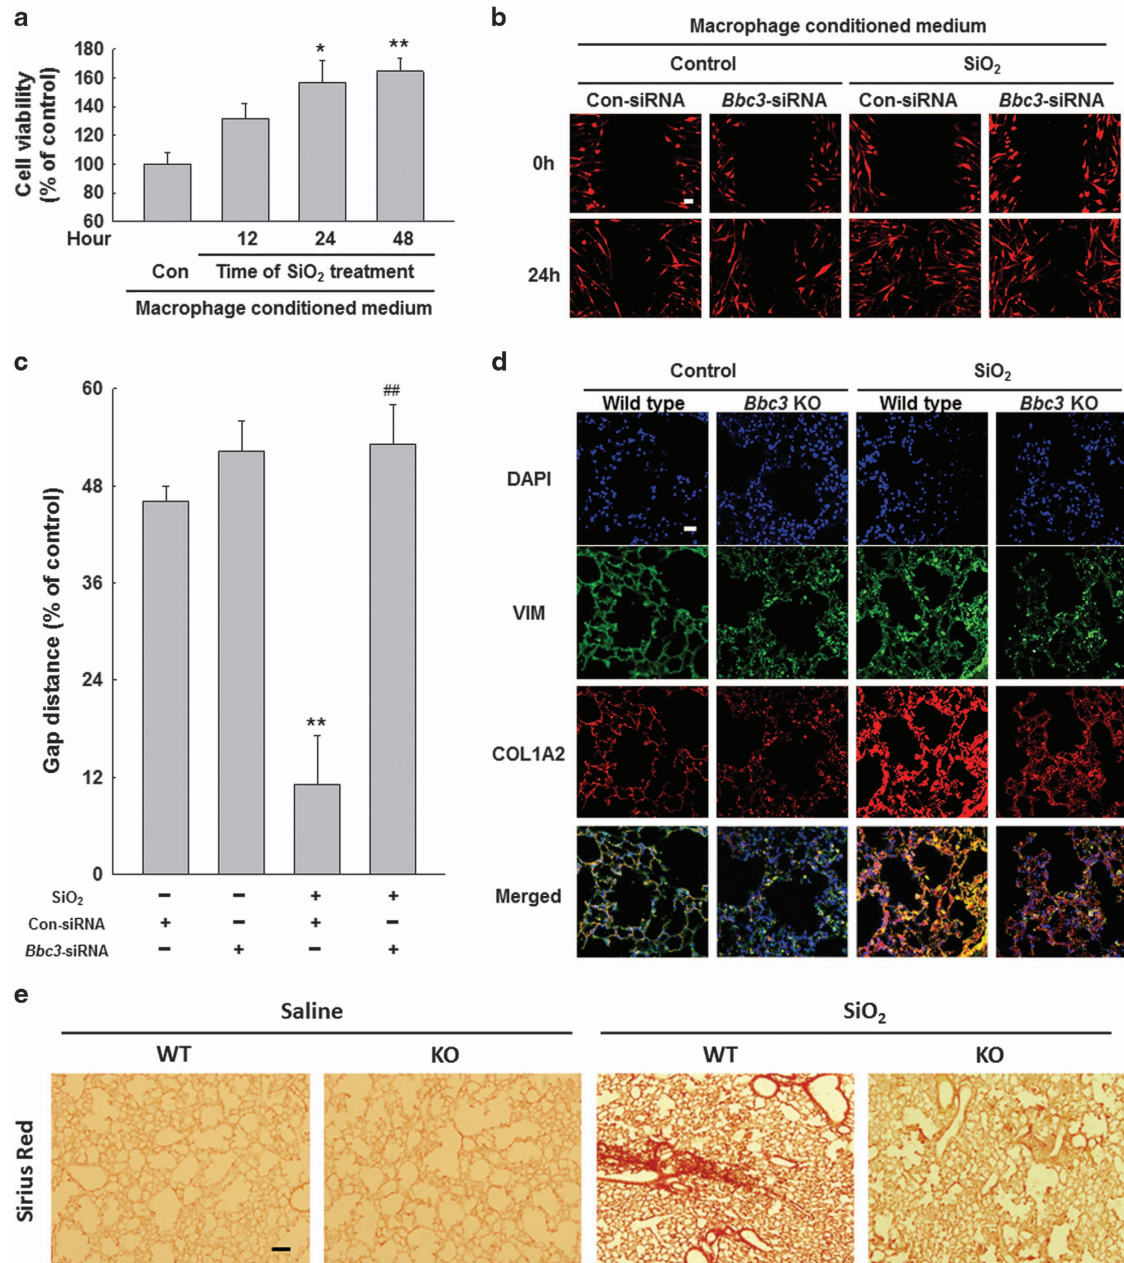 a
180
160
140
120
100
80
60
Cell viability
(% of control)
*
**
Hour
12
24
48
Con
Time of SiO₂ treatment
Macrophage conditioned medium
b
Macrophage conditioned medium
Control
SiO₂
Con-siRNA
Bbc3-siRNA
Con-siRNA
Bbc3-siRNA
0h
24h
c
60
48
36
24
12
0
Gap distance (% of control)
**
##
SiO₂ – – + +
Con-siRNA + – + –
Bbc3-siRNA – + – +
d
Control
SiO₂
Wild type
Bbc3 KO
Wild type
Bbc3 KO
DAPI
VIM
COL1A2
Merged
e
Saline
SiO₂
WT
KO
WT
KO
Sirius Red